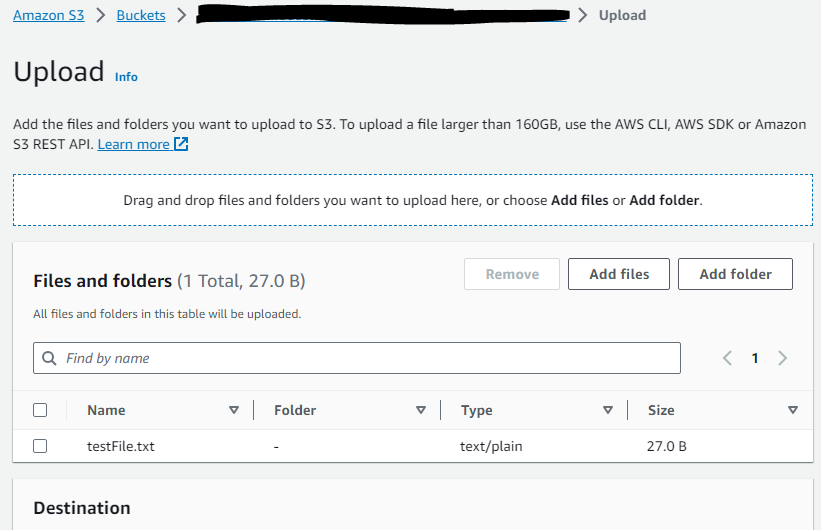 Amazon S3 > Buckets > > Upload
Upload Info
Add the files and folders you want to upload to S3. To upload a file larger than 160GB, use the AWS CLI, AWS SDK or Amazon
S3 REST API. Learn more
Drag and drop files and folders you want to upload here, or choose Add files or Add folder.
Files and folders (1 Total, 27.0 B)
Remove
Add files
Add folder
All files and folders in this table will be uploaded.
Find by name
1
Name Folder Type Size
testFile.txt - text/plain 27.0 B
Destination